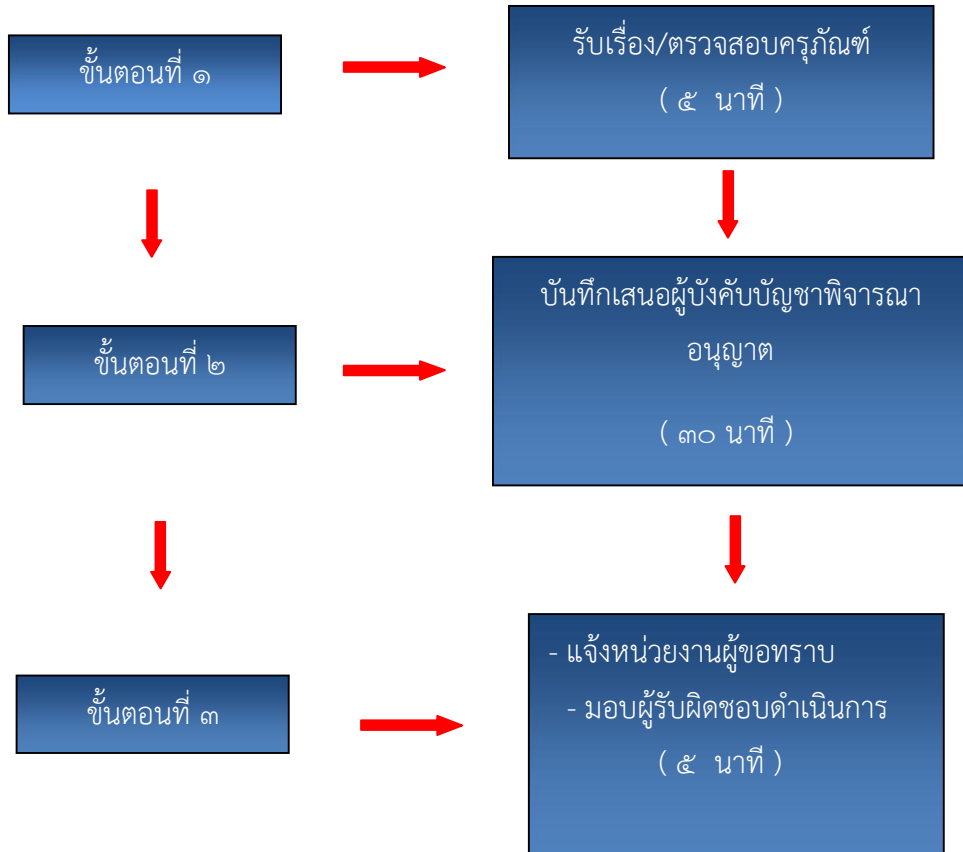 ขั้นตอนที่ ๑
รับเรื่อง/ตรวจสอบครุภัณฑ์
( ๕ นาที )
ขั้นตอนที่ ๒
บันทึกเสนอผู้บังคับบัญชาพิจารณา
อนุญาต
( ๓๐ นาที )
ขั้นตอนที่ ๓
- แจ้งหน่วยงานผู้ขอทราบ
- มอบผู้รับผิดชอบดำเนินการ
( ๕ นาที )